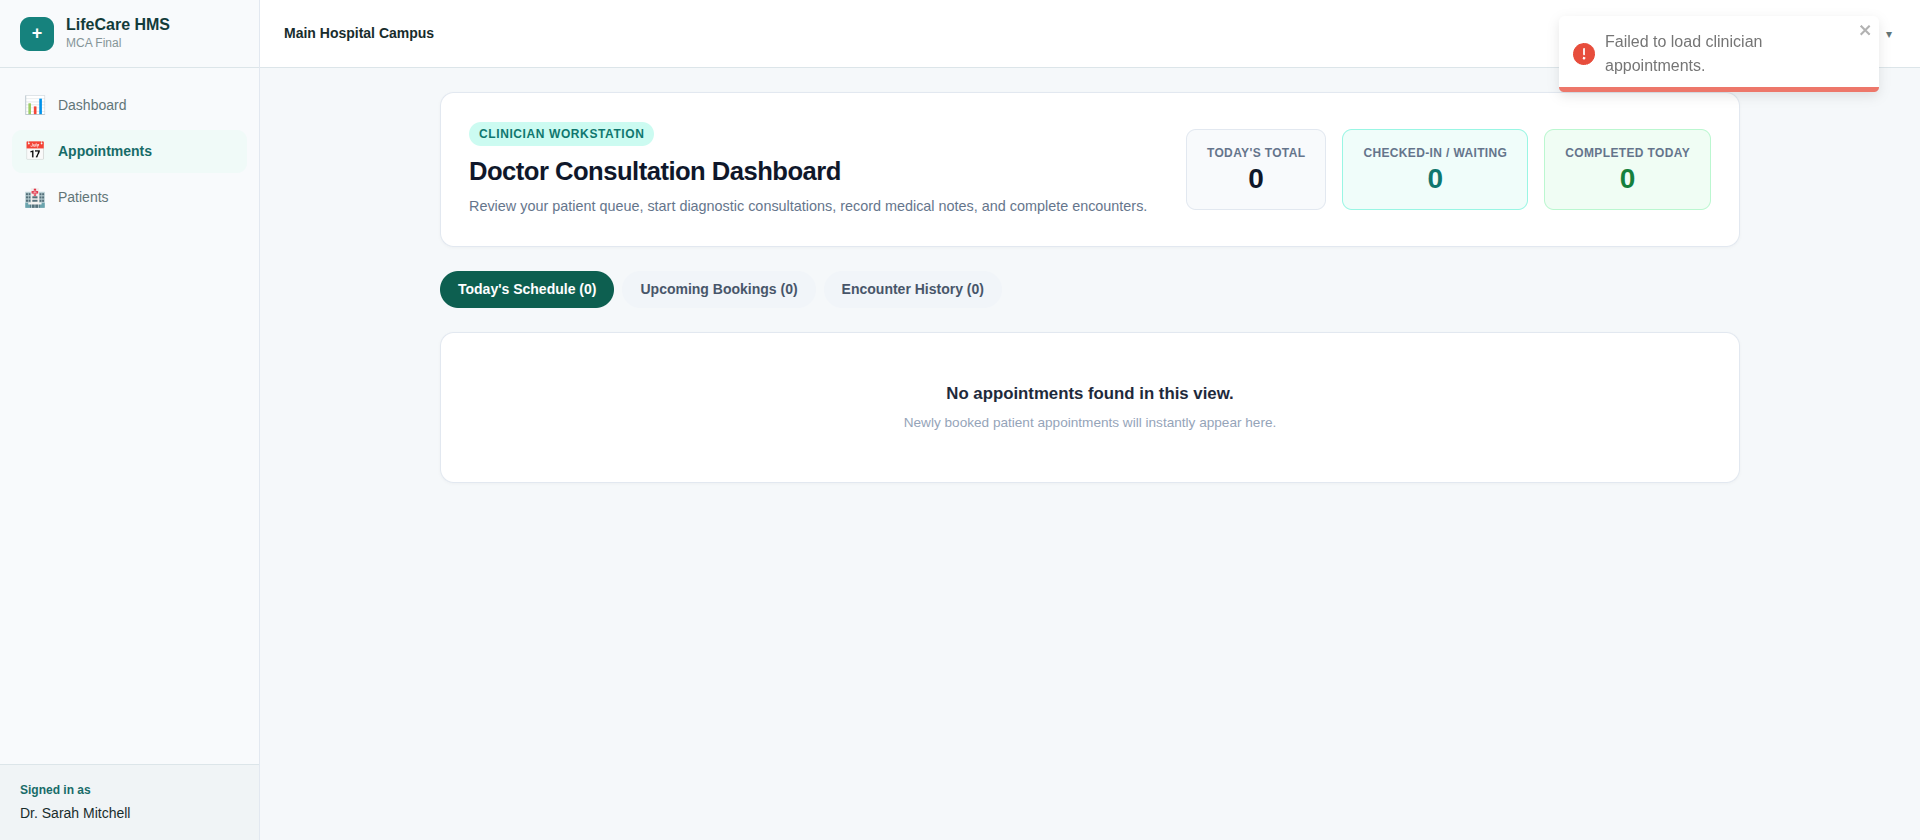 +
LifeCare HMS
MCA Final
Main Hospital Campus
▾
Failed to load clinician
appointments.
📊 Dashboard
📅 Appointments
🏥 Patients
CLINICIAN WORKSTATION
Doctor Consultation Dashboard
Review your patient queue, start diagnostic consultations, record medical notes, and complete encounters.
TODAY'S TOTAL
0
CHECKED-IN / WAITING
0
COMPLETED TODAY
0
Today's Schedule (0)
Upcoming Bookings (0)
Encounter History (0)
No appointments found in this view.
Newly booked patient appointments will instantly appear here.
Signed in as
Dr. Sarah Mitchell